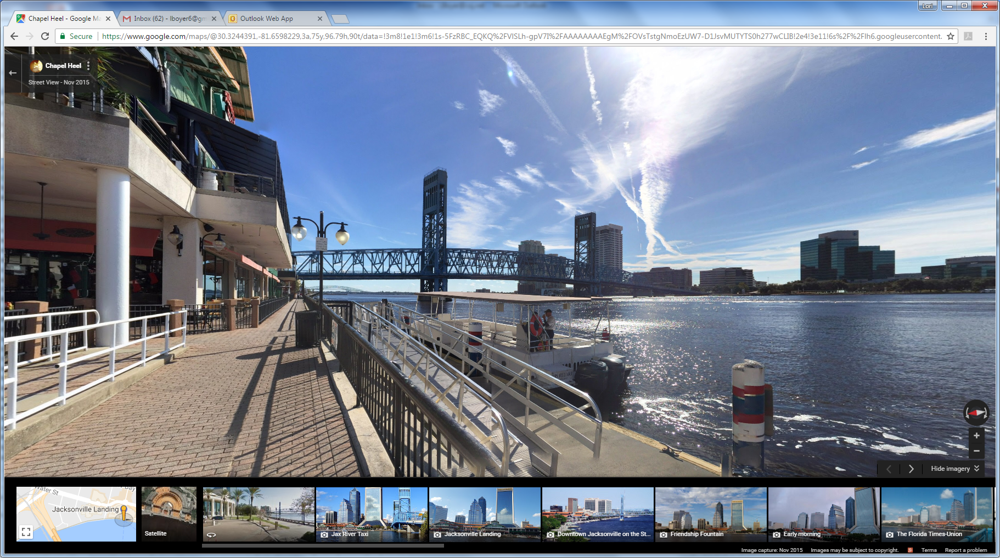 Lori
Chapel Heel - Google Ma
Inbox (62) - lboyer6@gm
Outlook Web App
Secure
https://www.google.com/maps/@30.3244391,-81.6598229,3a,75y,96.79h,90t/data=!3m8!1e1!3m6!1s-5FzRBC_EQKQ%2FVlSLh-gpV7I%2FAAAAAAAAEgM%2FOVsTstgNmoEzUW7-D1JsvMUTYTS0h277wCLIB!2e4!3e11!6s%2F%2Flh6.googleusercontent.
Chapel Heel
Street View - Nov 2015
Hide imagery
Water St
Bay
Jacksonville Landing
Satellite
Jax River Taxi
Jacksonville Landing
Downtown Jacksonville on the St...
Friendship Fountain
Early morning
The Florida Times-Union
Image capture: Nov 2015
Images may be subject to copyright.
Terms
Report a problem